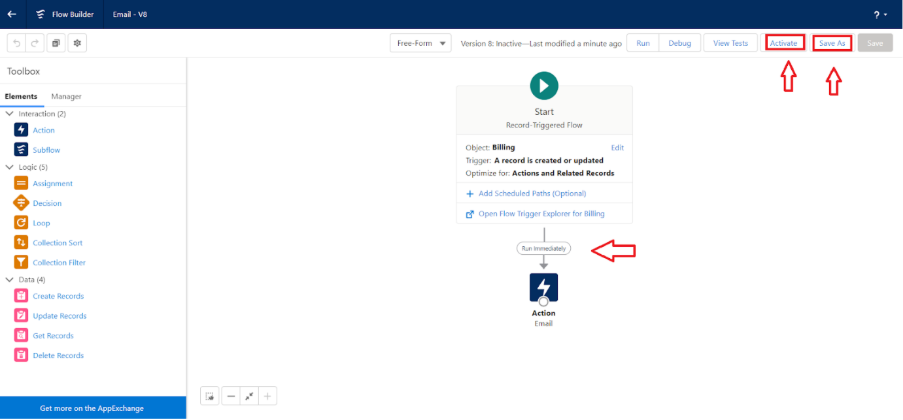 Flow Builder
Email - V8
?
Free-Form
Version 8: Inactive—Last modified a minute ago
Run
Debug
View Tests
Activate
Save As
Save
Toolbox
Elements
Manager
Interaction (2)
Action
Subflow
Logic (5)
Assignment
Decision
Loop
Collection Sort
Collection Filter
Data (4)
Create Records
Update Records
Get Records
Delete Records
Get more on the AppExchange
Start
Record-Triggered Flow
Object: Billing
Edit
Trigger: A record is created or updated
Optimize for: Actions and Related Records
+ Add Scheduled Paths (Optional)
Open Flow Trigger Explorer for Billing
Run Immediately
Action
Email